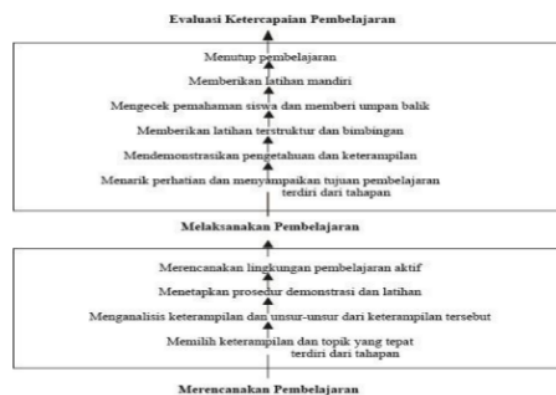 Evaluasi Ketercapaian Pembelajaran
Menutup pembelajaran
Memberikan latihan mandiri
Mengecek pemahaman siswa dan memberi umpan balik
Memberikan latihan terstruktur dan bimbingan
Mendemonstrasikan pengetahuan dan keterampilan
Menarik perhatian dan menyampaikan tujuan pembelajaran
terdiri dari tahapan
Melaksanakan Pembelajaran
Merencanakan lingkungan pembelajaran aktif
Menetapkan prosedur demonstrasi dan latihan
Menganalisis keterampilan dan unsur-unsur dari keterampilan tersebut
Memilih keterampilan dan topik yang tepat
terdiri dari tahapan
Merencanakan Pembelajaran